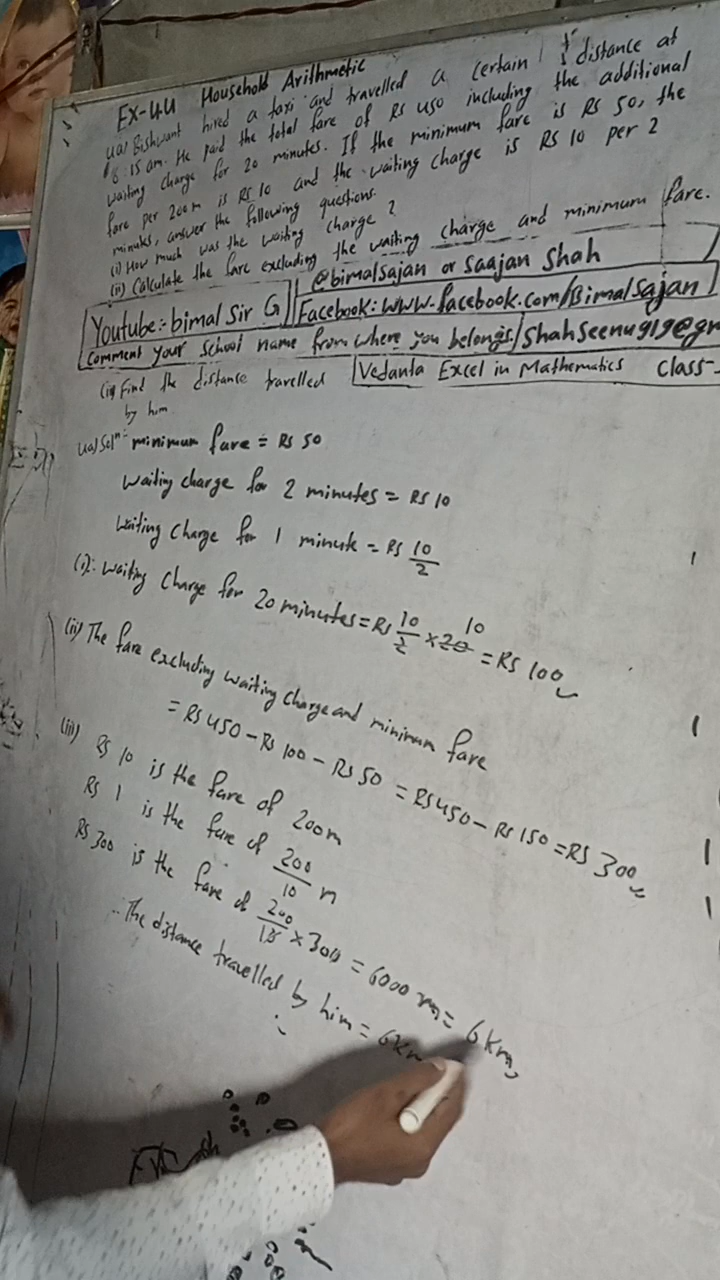 Ex-4.4 Household Arithmetic
4.a) Bishwant hired a taxi and travelled a certain distance at
6:15 am. He paid the total fare of Rs 450 including the additional
waiting charge for 20 minutes. If the minimum fare is Rs 50, the
fare per 200m is Rs 10 and the waiting charge is Rs 10 per 2
minutes, answer the following questions.
(i) How much was the waiting charge?
(ii) Calculate the fare excluding the waiting charge and minimum fare.
Youtube:- bimal Sir G
@bimalsajan or Saajan Shah
Facebook: www.facebook.com/Bimalsajan
Comment your school name from where you belongs/Shahseenu919@gm
(iii) Find the distance travelled
by him
Vedanta Excel in Mathematics Class-
4a) Solⁿ: minimum fare = Rs 50
Waiting charge for 2 minutes = Rs 10
Waiting Charge for 1 minute = Rs 10/2
(i): Waiting Charge for 20 minutes = Rs 10/2 × 20 10 = Rs 100
(ii) The fare excluding waiting charge and minimum fare
= Rs 450 - Rs 100 - Rs 50 = Rs 450 - Rs 150 = Rs 300
(iii) Rs 10 is the fare of 200m
Rs 1 is the fare of 200/10 m
Rs 300 is the fare of 200/10 × 300 = 6000 m = 6 Km
∴ The distance travelled by him = 6Km